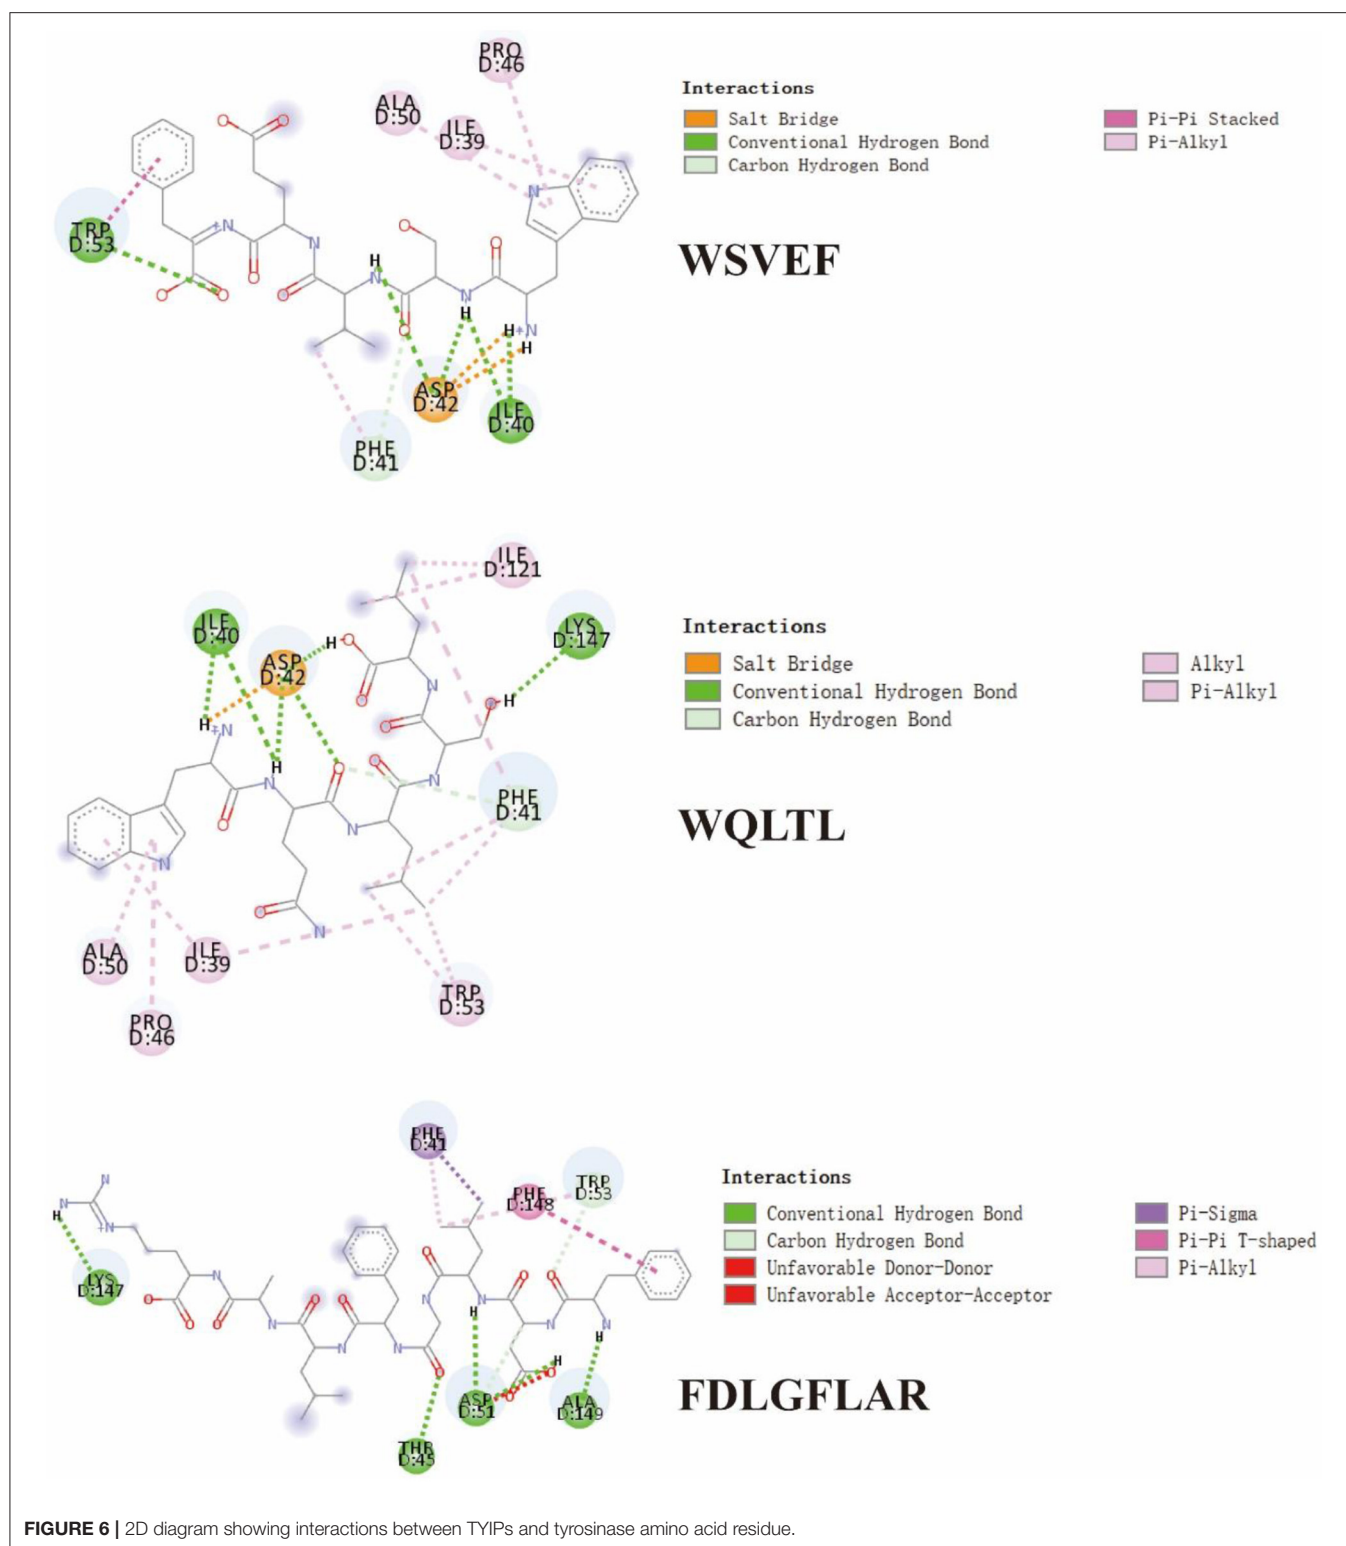 PRO
D:46
ALA
D:50
ILE
D:39
TRP
D:53
ASP
D:42
ILE
D:40
PHE
D:41
O
O
O
O
O
O
O
O
O
N
N
N
N
N
N
H
H
H
H
Interactions
Salt Bridge
Conventional Hydrogen Bond
Carbon Hydrogen Bond
Pi-Pi Stacked
Pi-Alkyl
WSVEF
ILE
D:121
ILE
D:40
ASP
D:42
LYS
D:147
PHE
D:41
ALA
D:50
ILE
D:39
PRO
D:46
TRP
D:53
Interactions
Salt Bridge
Conventional Hydrogen Bond
Carbon Hydrogen Bond
Alkyl
Pi-Alkyl
WQLTL
PHE
D:41
PHE
D:148
TRP
D:53
LYS
D:147
ASP
D:51
ALA
D:149
THR
D:45
Interactions
Conventional Hydrogen Bond
Carbon Hydrogen Bond
Unfavorable Donor-Donor
Unfavorable Acceptor-Acceptor
Pi-Sigma
Pi-Pi T-shaped
Pi-Alkyl
FDLGFLAR
FIGURE 6 | 2D diagram showing interactions between TYIPs and tyrosinase amino acid residue.